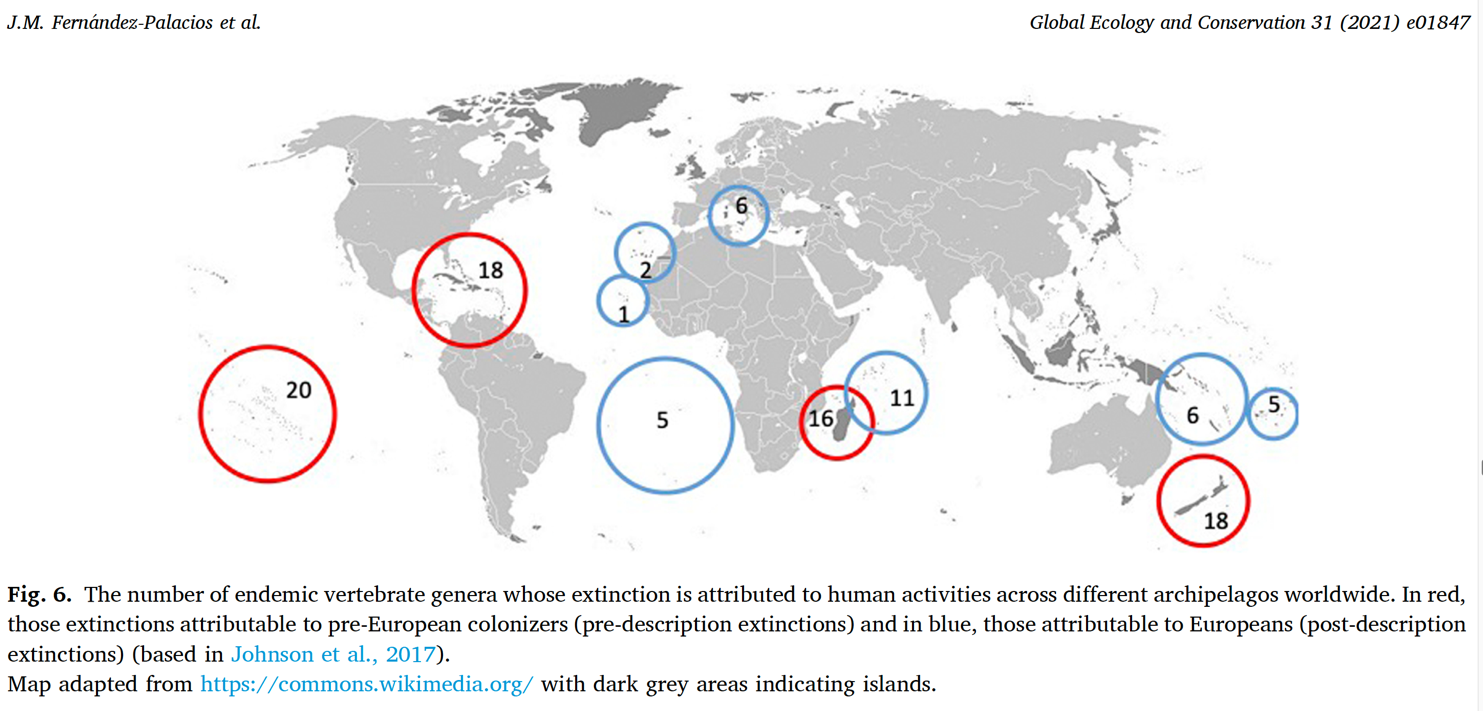 J.M. Fernández-Palacios et al.
Global Ecology and Conservation 31 (2021) e01847
6
18
2
1
20
5
16
11
6
5
18
Fig. 6. The number of endemic vertebrate genera whose extinction is attributed to human activities across different archipelagos worldwide. In red,
those extinctions attributable to pre-European colonizers (pre-description extinctions) and in blue, those attributable to Europeans (post-description
extinctions) (based in Johnson et al., 2017).
Map adapted from https://commons.wikimedia.org/ with dark grey areas indicating islands.